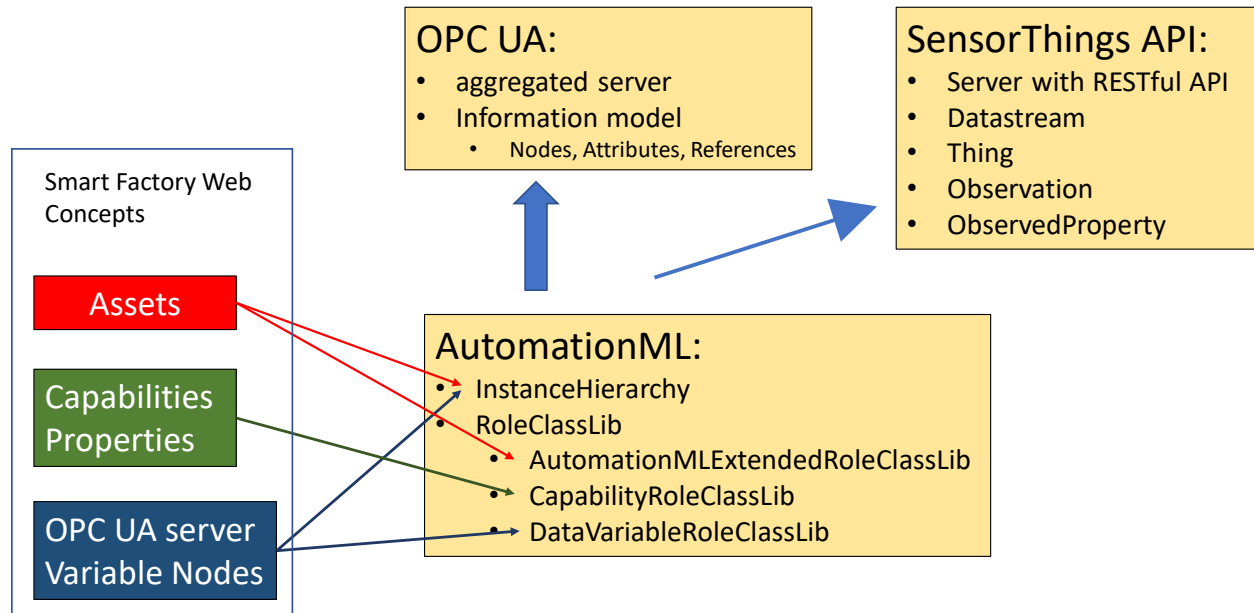 OPC UA:
• aggregated server
• Information model
• Nodes, Attributes, References
SensorThings API:
• Server with RESTful API
• Datastream
• Thing
• Observation
• ObservedProperty
Smart Factory Web
Concepts
Assets
Capabilities
Properties
OPC UA server
Variable Nodes
AutomationML:
• InstanceHierarchy
• RoleClassLib
• AutomationMLExtendedRoleClassLib
• CapabilityRoleClassLib
• DataVariableRoleClassLib